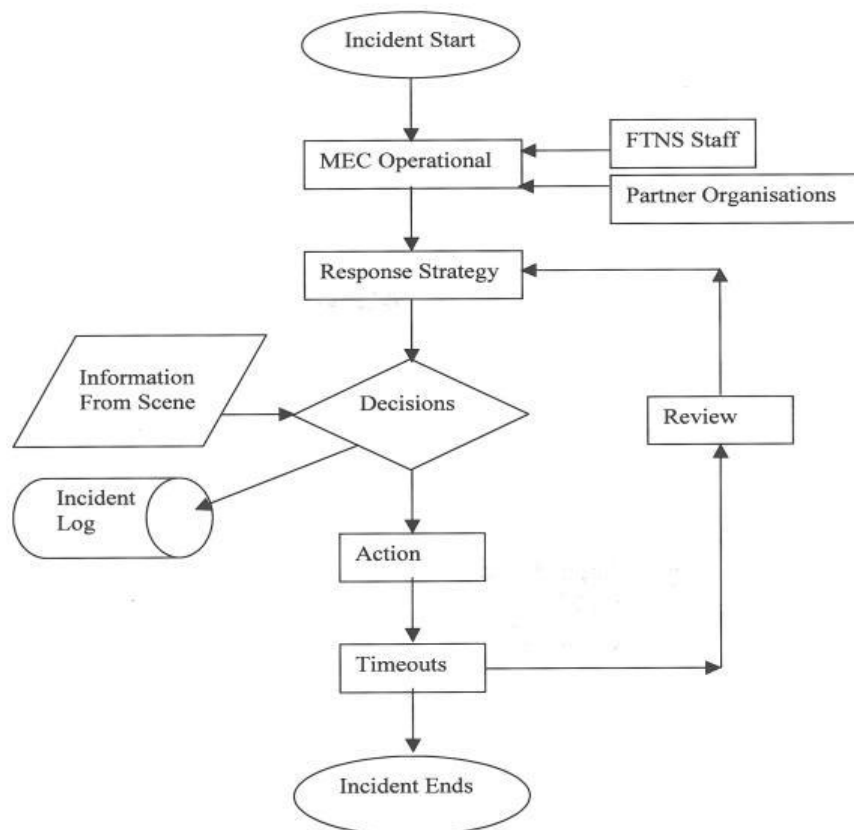 Incident Start
FTNS Staff
MEC Operational
Partner Organisations
Response Strategy
Information
From Scene
Decisions
Review
Incident
Log
Action
Timeouts
Incident Ends